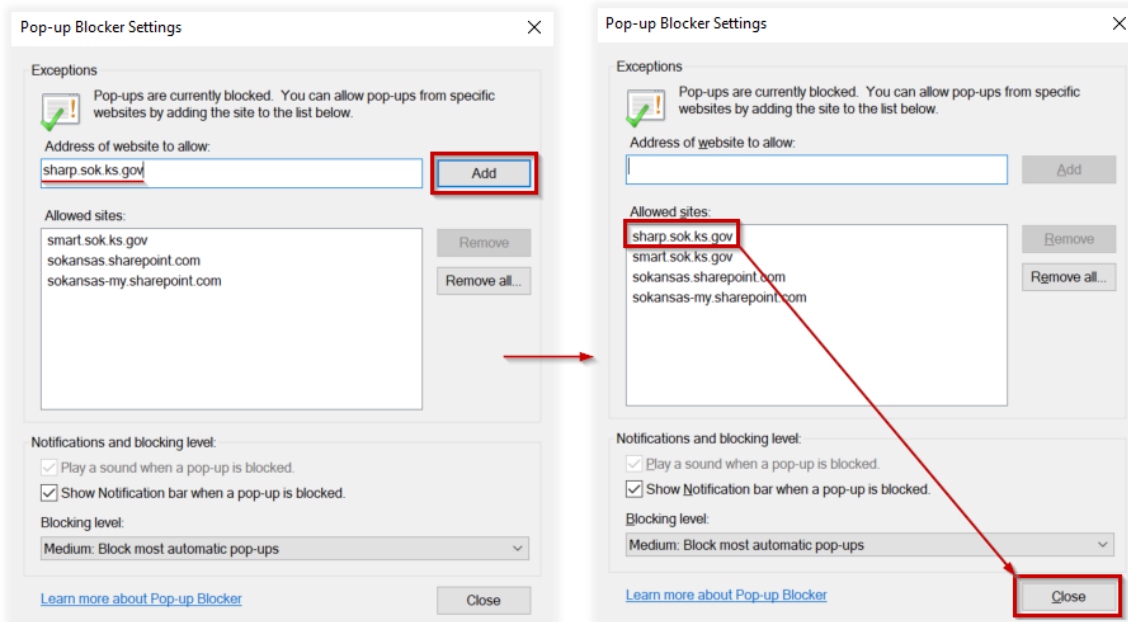 Pop-up Blocker Settings
Exceptions
Pop-ups are currently blocked. You can allow pop-ups from specific
websites by adding the site to the list below.
Address of website to allow:
sharp.sok.ks.gov
Add
Allowed sites:
smart.sok.ks.gov
Remove
sokansas.sharepoint.com
sokansas-my.sharepoint.com
Remove all...
Notifications and blocking level:
Play a sound when a pop-up is blocked.
Show Notification bar when a pop-up is blocked.
Blocking level:
Medium: Block most automatic pop-ups
Learn more about Pop-up Blocker
Close
Pop-up Blocker Settings
Exceptions
Pop-ups are currently blocked. You can allow pop-ups from specific
websites by adding the site to the list below.
Address of website to allow:
Add
Allowed sites:
sharp.sok.ks.gov
Remove
smart.sok.ks.gov
sokansas.sharepoint.com
Remove all...
sokansas-my.sharepoint.com
Notifications and blocking level:
Play a sound when a pop-up is blocked.
Show Notification bar when a pop-up is blocked.
Blocking level:
Medium: Block most automatic pop-ups
Learn more about Pop-up Blocker
Close